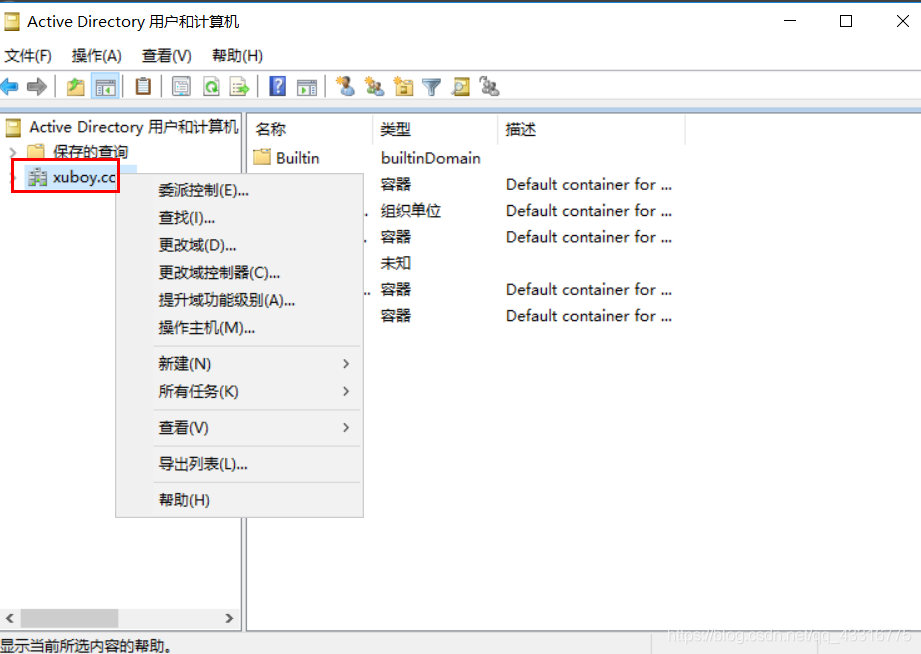 Active Directory 用户和计算机
文件(F) 操作(A) 查看(V) 帮助(H)
Active Directory 用户和计算机
保存的查询
xuboy.cc
名称 类型 描述
Builtin builtinDomain
容器 Default container for ...
组织单位 Default container for ...
容器 Default container for ...
未知
容器 Default container for ...
容器 Default container for ...
委派控制(E)...
查找(I)...
更改域(D)...
更改域控制器(C)...
提升域功能级别(A)...
操作主机(M)...
新建(N)
所有任务(K)
查看(V)
导出列表(L)...
帮助(H)
显示当前所选内容的帮助。
https://blog.csdn.net/qq_43316775